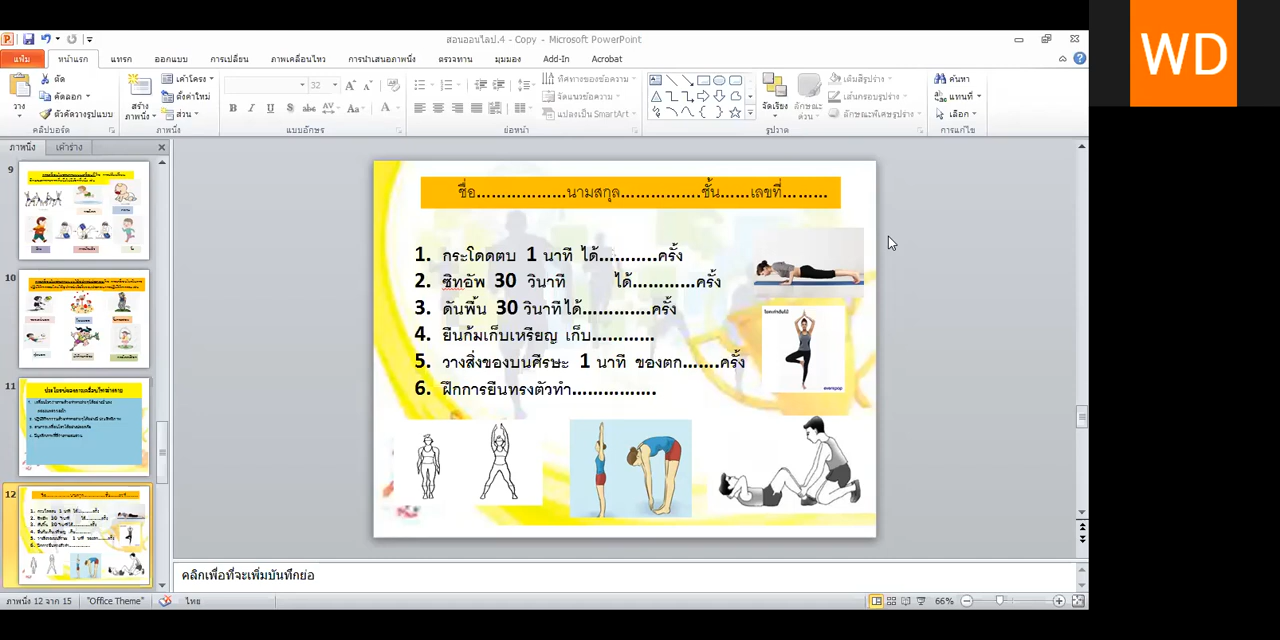 สอนออนไลป.4 - Copy - Microsoft PowerPoint
WD
แฟ้ม หน้าแรก แทรก ออกแบบ การเปลี่ยน ภาพเคลื่อนไหว การนำเสนอภาพนิ่ง ตรวจทาน มุมมอง Add-In Acrobat
วาง
ตัด
คัดลอก
ตัวคัดวางรูปแบบ
คลิปบอร์ด
สร้าง
ภาพนิ่ง
เค้าโครง
ตั้งค่าใหม่
ส่วน
ภาพนิ่ง
32
แบบอักษร
ทิศทางของข้อความ
จัดแนวข้อความ
แปลงเป็น SmartArt
ย่อหน้า
จัดเรียง
ลักษณะ
ด่วน
เติมสีรูปร่าง
เส้นกรอบรูปร่าง
ลักษณะพิเศษรูปร่าง
รูปวาด
ค้นหา
แทนที่
เลือก
การแก้ไข
ภาพนิ่ง เค้าร่าง
9
10
11
12
ชื่อ..................นามสกุล................ชั้น......เลขที่.........
1. กระโดดตบ 1 นาที ได้...........ครั้ง
2. ซิทอัพ 30 วินาที ได้............ครั้ง
3. ดันพื้น 30 วินาทีได้.............ครั้ง
4. ยืนก้มเก็บเหรียญ เก็บ............
5. วางสิ่งของบนศีรษะ 1 นาที ของตก.......ครั้ง
6. ฝึกการยืนทรงตัวทำ................
คลิกเพื่อที่จะเพิ่มบันทึกย่อ
ภาพนิ่ง 12 จาก 15 "Office Theme" ไทย 66%